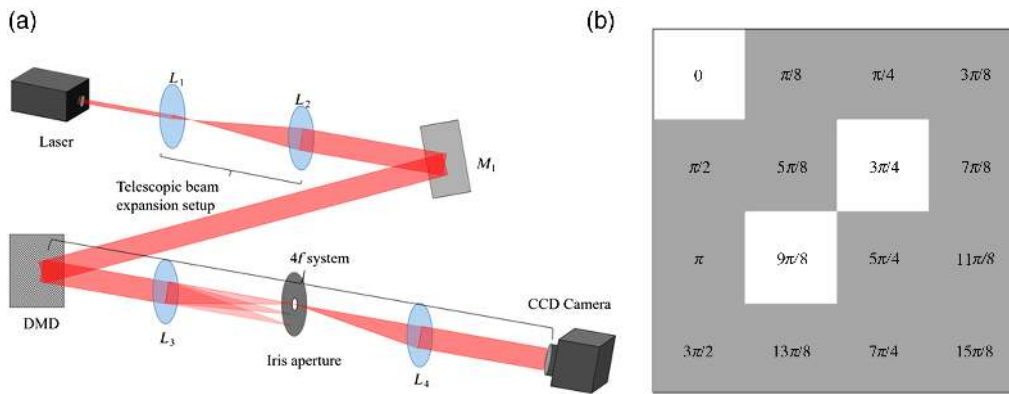 (a)
Laser
L1
L2
M1
Telescopic beam
expansion setup
4f system
DMD
L3
Iris aperture
L4
CCD Camera
(b)
0 π/8 π/4 3π/8
π/2 5π/8 3π/4 7π/8
π 9π/8 5π/4 11π/8
3π/2 13π/8 7π/4 15π/8